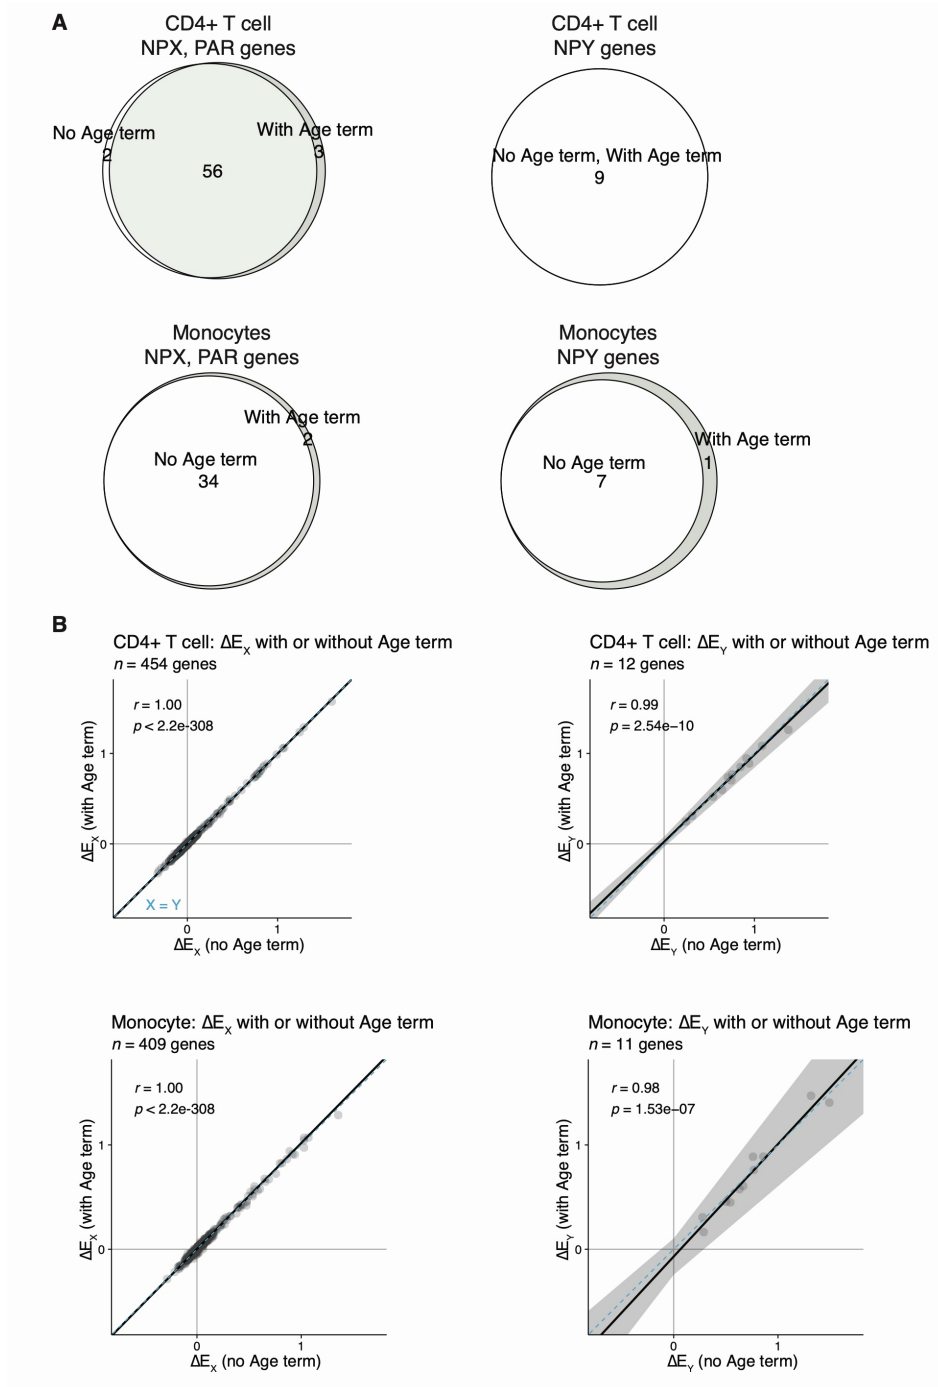 A
CD4+ T cell
NPX, PAR genes
No Age term
2
With Age term
3
56
CD4+ T cell
NPY genes
No Age term, With Age term
9
Monocytes
NPX, PAR genes
With Age term
2
No Age term
34
Monocytes
NPY genes
With Age term
1
No Age term
7
B
CD4+ T cell: ΔEX with or without Age term
n = 454 genes
r = 1.00
p < 2.2e-308
ΔEX (with Age term)
1
0
X = Y
0
1
ΔEX (no Age term)
CD4+ T cell: ΔEY with or without Age term
n = 12 genes
r = 0.99
p = 2.54e−10
ΔEY (with Age term)
1
0
0
1
ΔEY (no Age term)
Monocyte: ΔEX with or without Age term
n = 409 genes
r = 1.00
p < 2.2e-308
ΔEX (with Age term)
1
0
0
1
ΔEX (no Age term)
Monocyte: ΔEY with or without Age term
n = 11 genes
r = 0.98
p = 1.53e−07
ΔEY (with Age term)
1
0
0
1
ΔEY (no Age term)